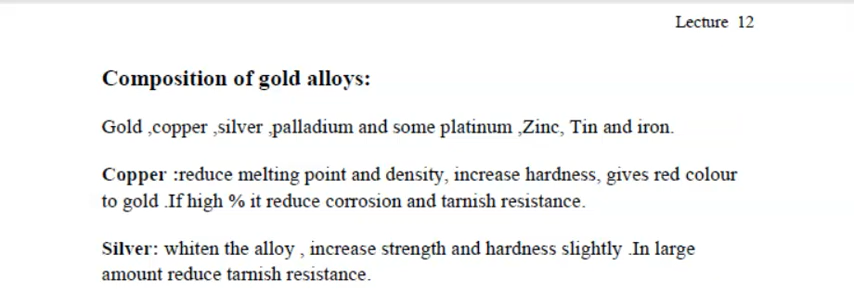 Lecture 12
Composition of gold alloys:
Gold ,copper ,silver ,palladium and some platinum ,Zinc, Tin and iron.
Copper :reduce melting point and density, increase hardness, gives red colour
to gold .If high % it reduce corrosion and tarnish resistance.
Silver: whiten the alloy , increase strength and hardness slightly .In large
amount reduce tarnish resistance.